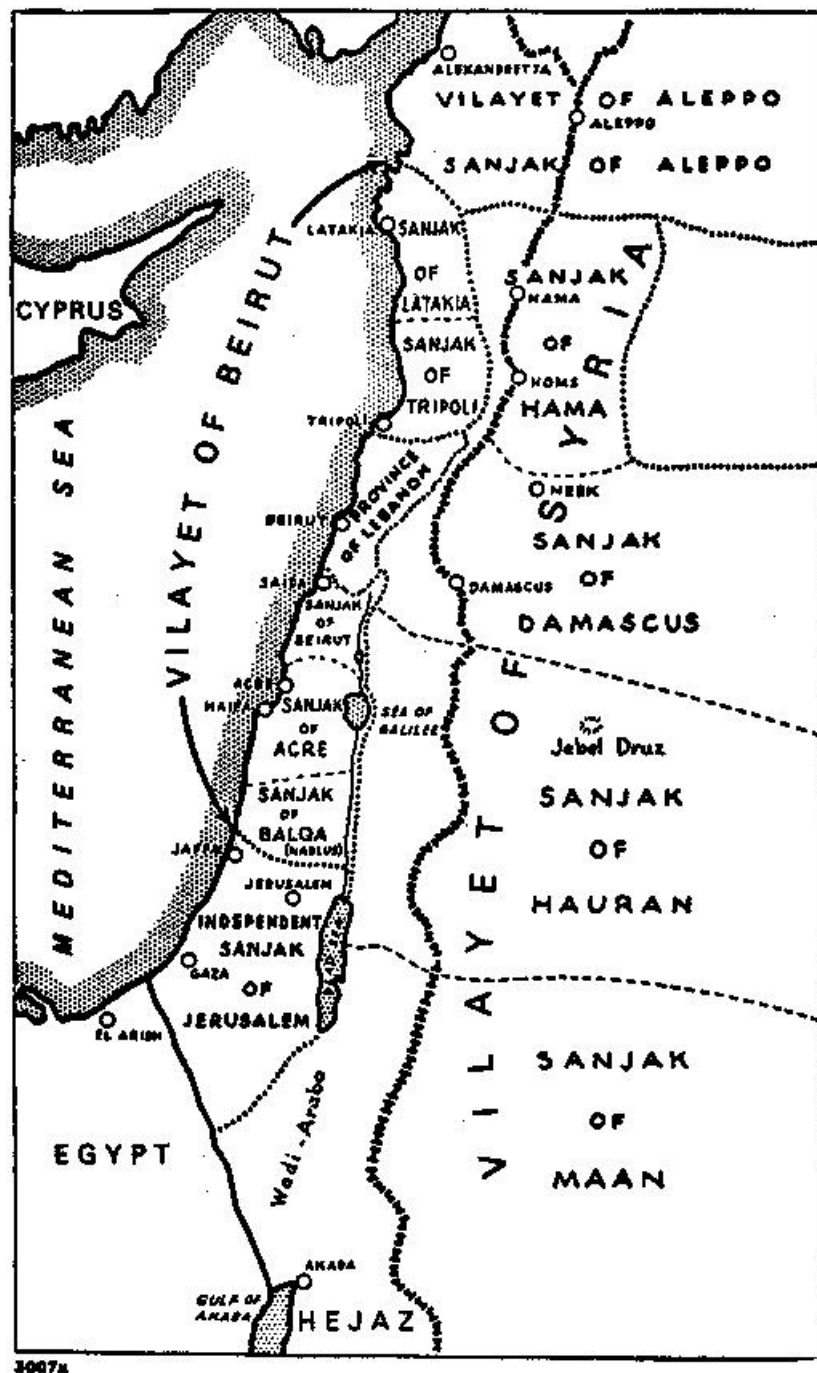 ALEXANDRETTA
VILAYET OF ALEPPO
ALEPPO
SANJAK OF ALEPPO
LATAKIA
SANJAK
OF
LATAKIA
SANJAK
HAMA
OF
HOMS
HAMA
CYPRUS
SANJAK
OF
TRIPOLI
TRIPOLI
VILAYET OF BEIRUT
MEDITERRANEAN SEA
NEBK
BEIRUT
PROVINCE
OF LEBANON
SANJAK
OF
DAMASCUS
DAMASCUS
SAIDA
SANJAK
OF
BEIRUT
ACRE
HAIFA
SANJAK
OF
ACRE
SEA OF
GALILEE
Jebel Druz
VILAYET OF SYRIA
SANJAK
OF
HAURAN
SANJAK
OF
BALQA
(NABLUS)
JAFFA
JERUSALEM
INDEPENDENT
SANJAK
OF
JERUSALEM
GAZA
EL ARISH
SANJAK
OF
MAAN
EGYPT
Wadi-Araba
AKABA
GULF OF
AKABA
HEJAZ